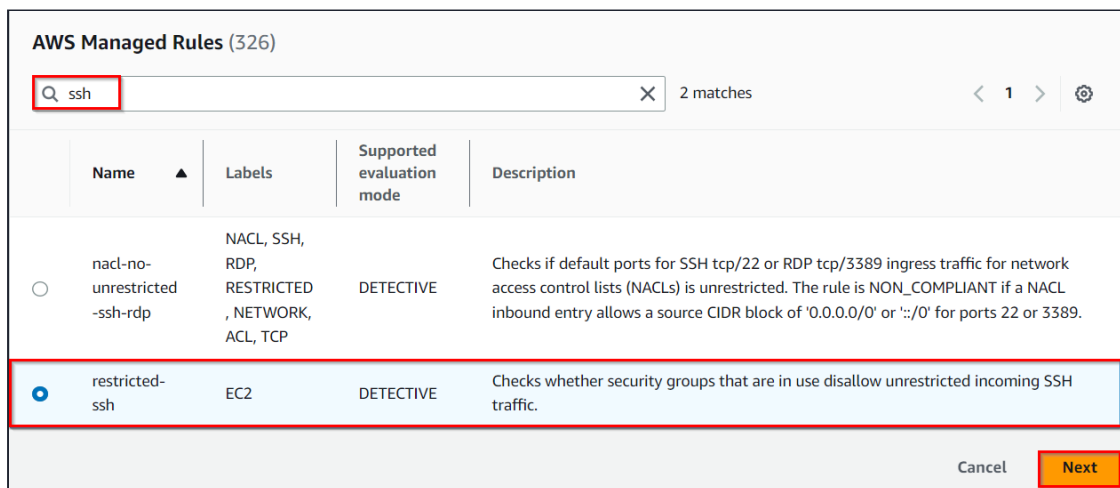 AWS Managed Rules (326)
ssh
2 matches
1
Name
Labels
Supported
evaluation
mode
Description
nacl-no-
unrestricted
-ssh-rdp
NACL, SSH,
RDP,
RESTRICTED
, NETWORK,
ACL, TCP
DETECTIVE
Checks if default ports for SSH tcp/22 or RDP tcp/3389 ingress traffic for network
access control lists (NACLs) is unrestricted. The rule is NON_COMPLIANT if a NACL
inbound entry allows a source CIDR block of '0.0.0.0/0' or '::/0' for ports 22 or 3389.
restricted-
ssh
EC2
DETECTIVE
Checks whether security groups that are in use disallow unrestricted incoming SSH
traffic.
Cancel
Next